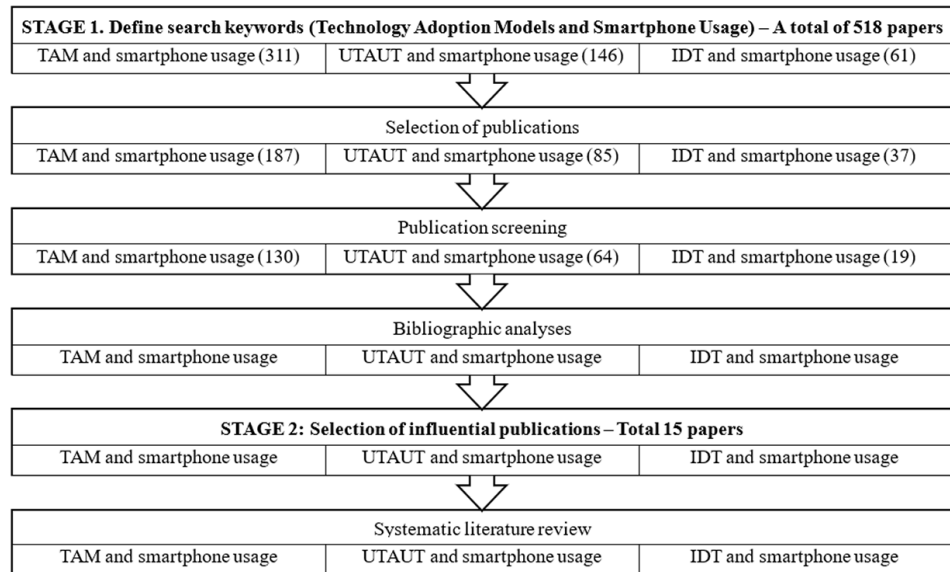 STAGE 1. Define search keywords (Technology Adoption Models and Smartphone Usage) – A total of 518 papers
TAM and smartphone usage (311) UTAUT and smartphone usage (146) IDT and smartphone usage (61)
Selection of publications
TAM and smartphone usage (187) UTAUT and smartphone usage (85) IDT and smartphone usage (37)
Publication screening
TAM and smartphone usage (130) UTAUT and smartphone usage (64) IDT and smartphone usage (19)
Bibliographic analyses
TAM and smartphone usage UTAUT and smartphone usage IDT and smartphone usage
STAGE 2: Selection of influential publications – Total 15 papers
TAM and smartphone usage UTAUT and smartphone usage IDT and smartphone usage
Systematic literature review
TAM and smartphone usage UTAUT and smartphone usage IDT and smartphone usage